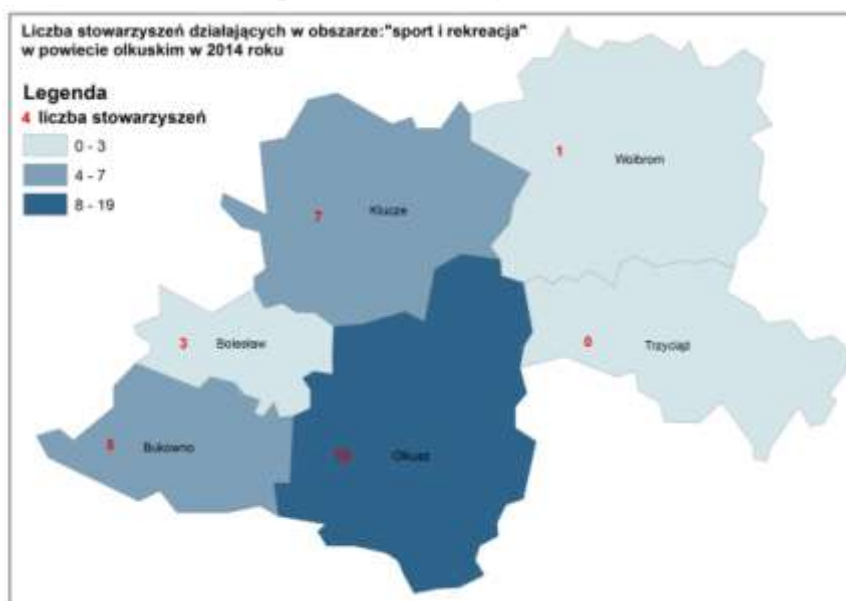 Liczba stowarzyszeń działających w obszarze:"sport i rekreacja"
w powiecie olkuskim w 2014 roku
Legenda
4 liczba stowarzyszeń
0 - 3
4 - 7
8 - 19
1
Wolbrom
7
Klucze
3
Bolesław
0
Trzyciąż
Bukowno
Olkusz